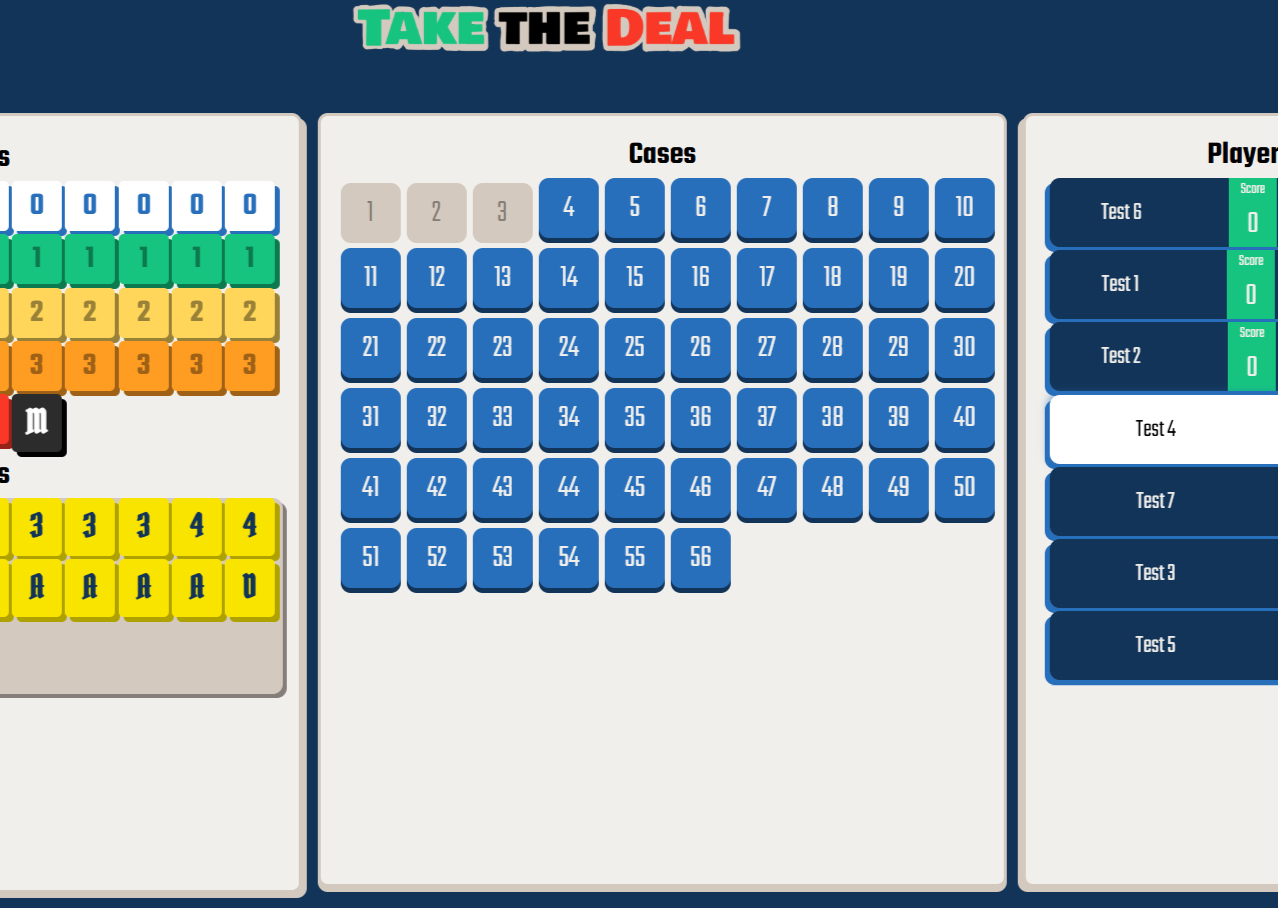 TAKE THE DEAL
s
0 0 0 0 0
1 1 1 1 1
2 2 2 2 2
3 3 3 3 3
M
s
3 3 3 4 4
A A A A U
Cases
1 2 3 4 5 6 7 8 9 10
11 12 13 14 15 16 17 18 19 20
21 22 23 24 25 26 27 28 29 30
31 32 33 34 35 36 37 38 39 40
41 42 43 44 45 46 47 48 49 50
51 52 53 54 55 56
Player
Test 6 Score 0
Test 1 Score 0
Test 2 Score 0
Test 4
Test 7
Test 3
Test 5